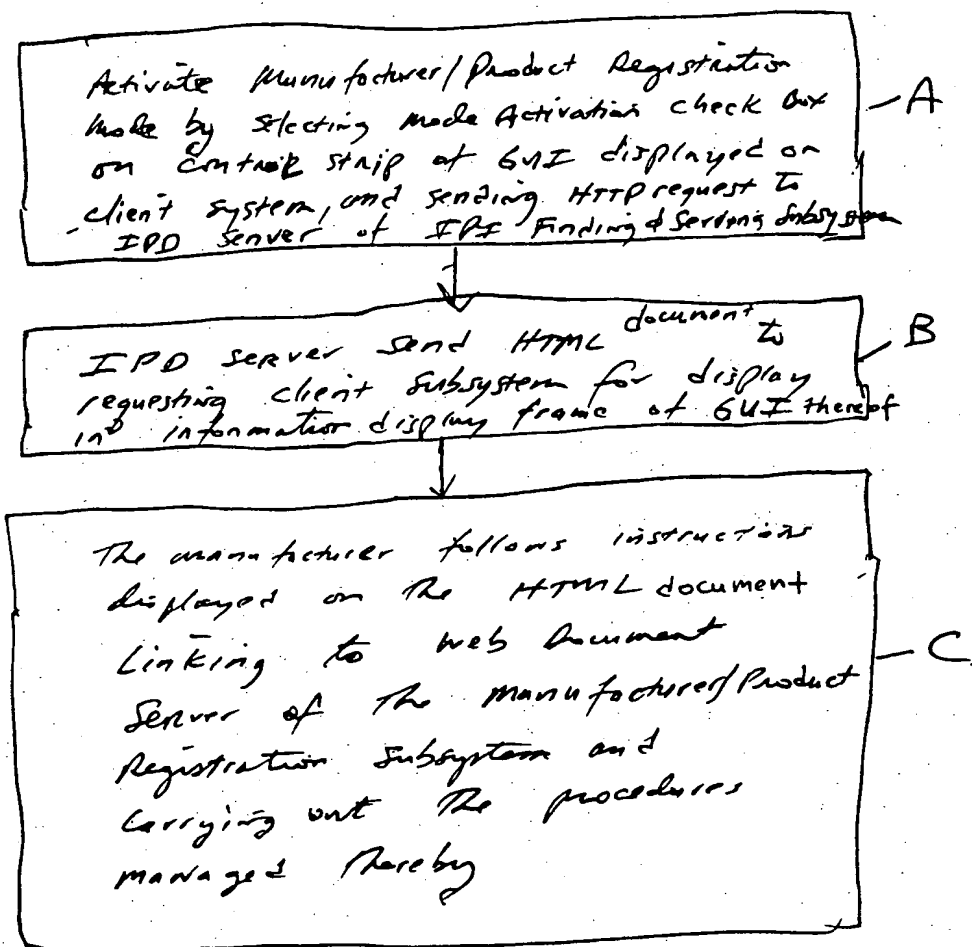 Activate Manufacturer/Product Registration
Mode by Selecting Mode Activation Check Box
on control strip of GUI displayed on
client system, and sending HTTP request to
IPD Server of IPI Finding & Serving Subsystem
A
IPD server send HTML document to
requesting client Subsystem for display
in information display frame of GUI thereof
B
The manufacturer follows instructions
displayed on the HTML document
Linking to Web Document
Server of the Manufacturer/Product
Registration Subsystem and
Carrying out the procedures
managed thereby
C